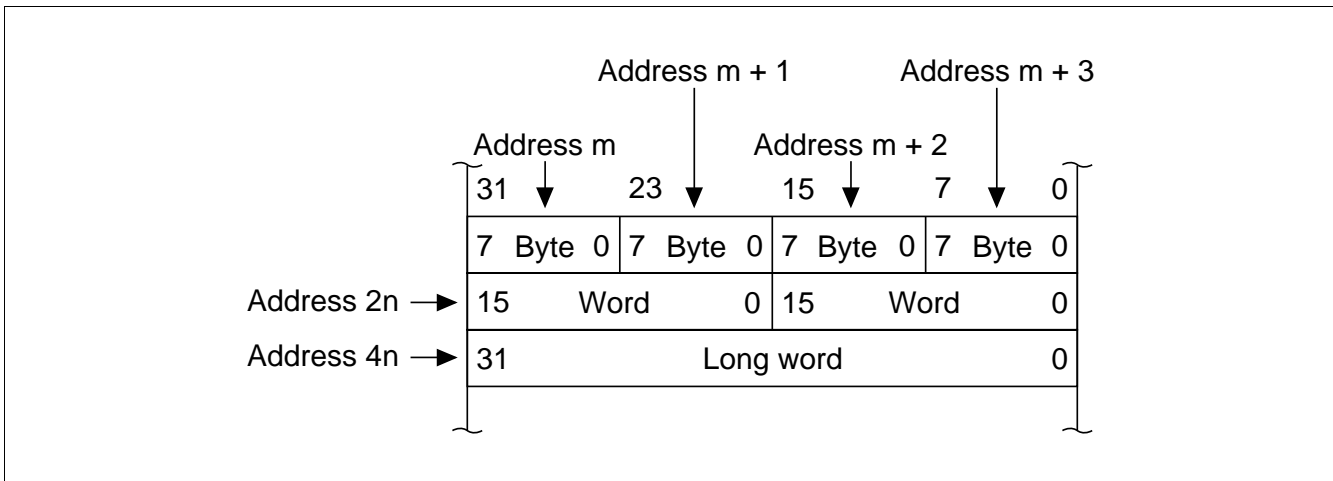 Address m + 1 Address m + 3
Address m Address m + 2
31 23 15 7 0
7 Byte 0 7 Byte 0 7 Byte 0 7 Byte 0
Address 2n 15 Word 0 15 Word 0
Address 4n 31 Long word 0